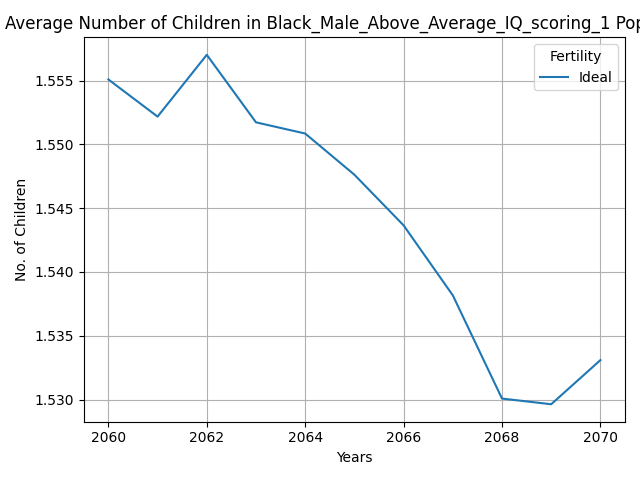 Average Number of Children in Black_Male_Above_Average_IQ_scoring_1 Pop
Fertility
Ideal
1.555
1.550
1.545
1.540
1.535
1.530
No. of Children
2060 2062 2064 2066 2068 2070
Years